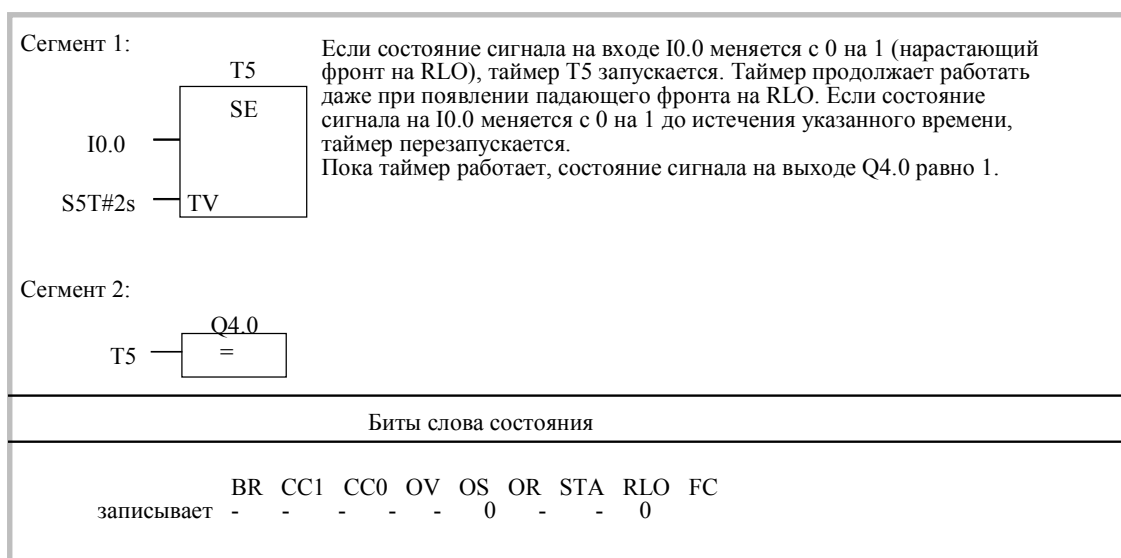 Сегмент 1:
Если состояние сигнала на входе I0.0 меняется с 0 на 1 (нарастающий
фронт на RLO), таймер T5 запускается. Таймер продолжает работать
даже при появлении падающего фронта на RLO. Если состояние
сигнала на I0.0 меняется с 0 на 1 до истечения указанного времени,
таймер перезапускается.
Пока таймер работает, состояние сигнала на выходе Q4.0 равно 1.
T5
SE
I0.0
S5T#2s TV
Сегмент 2:
Q4.0
T5 =
Биты слова состояния
BR CC1 CC0 OV OS OR STA RLO FC
записывает - - - - - 0 - - 0